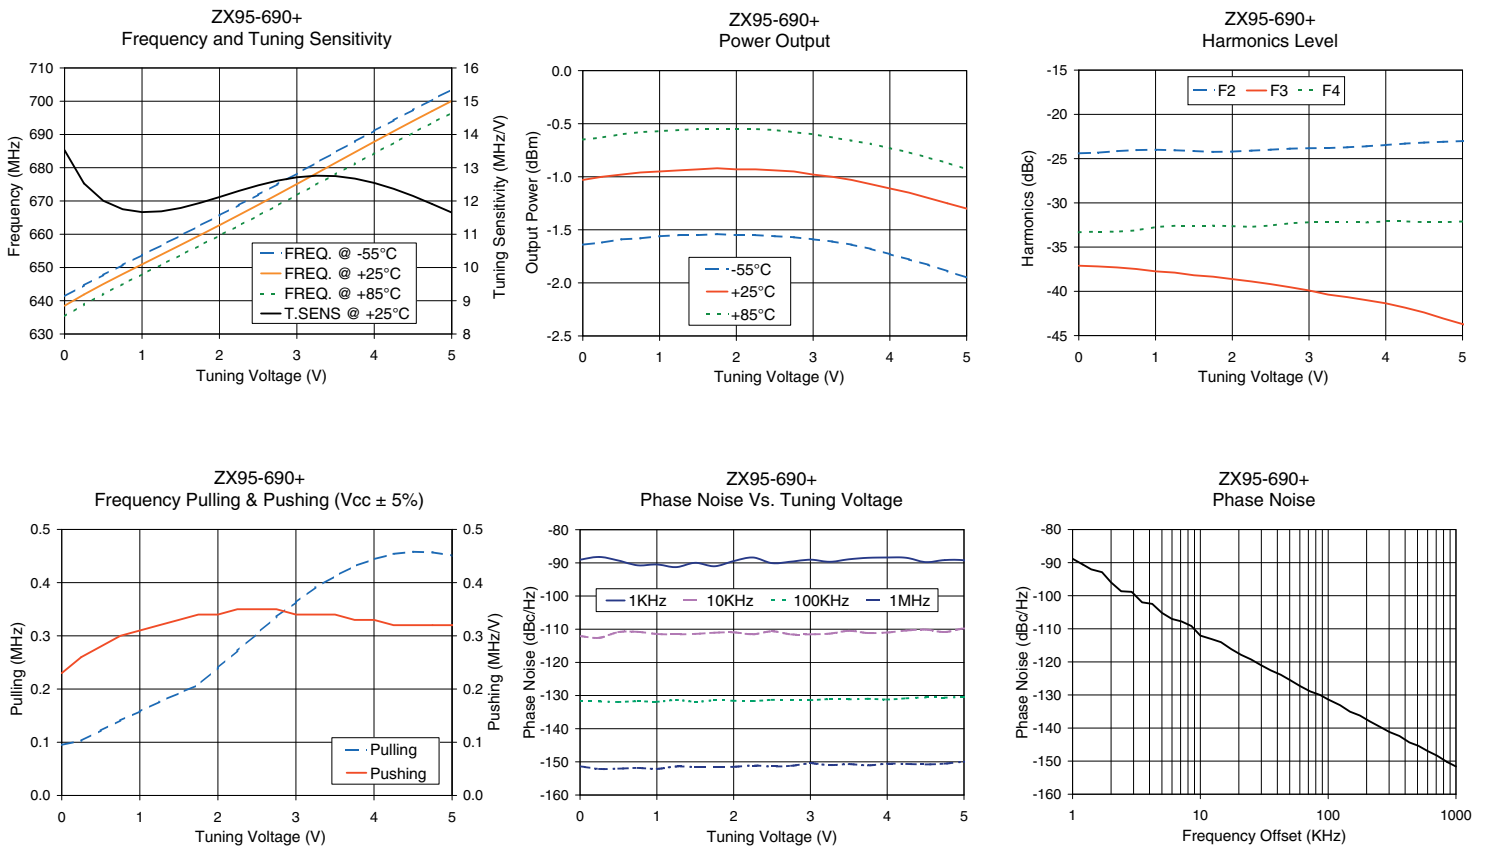 ZX95-690+
Frequency and Tuning Sensitivity
710
700
690
680
670
660
650
640
630
16
15
14
13
12
11
10
9
8
Frequency (MHz)
Tuning Sensitivity (MHz/V)
FREQ. @ -55°C
FREQ. @ +25°C
FREQ. @ +85°C
T.SENS @ +25°C
0 1 2 3 4 5
Tuning Voltage (V)
ZX95-690+
Power Output
0.0
-0.5
-1.0
-1.5
-2.0
-2.5
Output Power (dBm)
-55°C
+25°C
+85°C
0 1 2 3 4 5
Tuning Voltage (V)
ZX95-690+
Harmonics Level
-15
-20
-25
-30
-35
-40
-45
Harmonics (dBc)
F2 F3 F4
0 1 2 3 4 5
Tuning Voltage (V)
ZX95-690+
Frequency Pulling & Pushing (Vcc ± 5%)
0.5
0.4
0.3
0.2
0.1
0.0
0.5
0.4
0.3
0.2
0.1
0.0
Pulling (MHz)
Pushing (MHz/V)
Pulling
Pushing
0 1 2 3 4 5
Tuning Voltage (V)
ZX95-690+
Phase Noise Vs. Tuning Voltage
-80
-90
-100
-110
-120
-130
-140
-150
-160
Phase Noise (dBc/Hz)
1KHz 10KHz 100KHz 1MHz
0 1 2 3 4 5
Tuning Voltage (V)
ZX95-690+
Phase Noise
-80
-90
-100
-110
-120
-130
-140
-150
-160
Phase Noise (dBc/Hz)
1 10 100 1000
Frequency Offset (KHz)